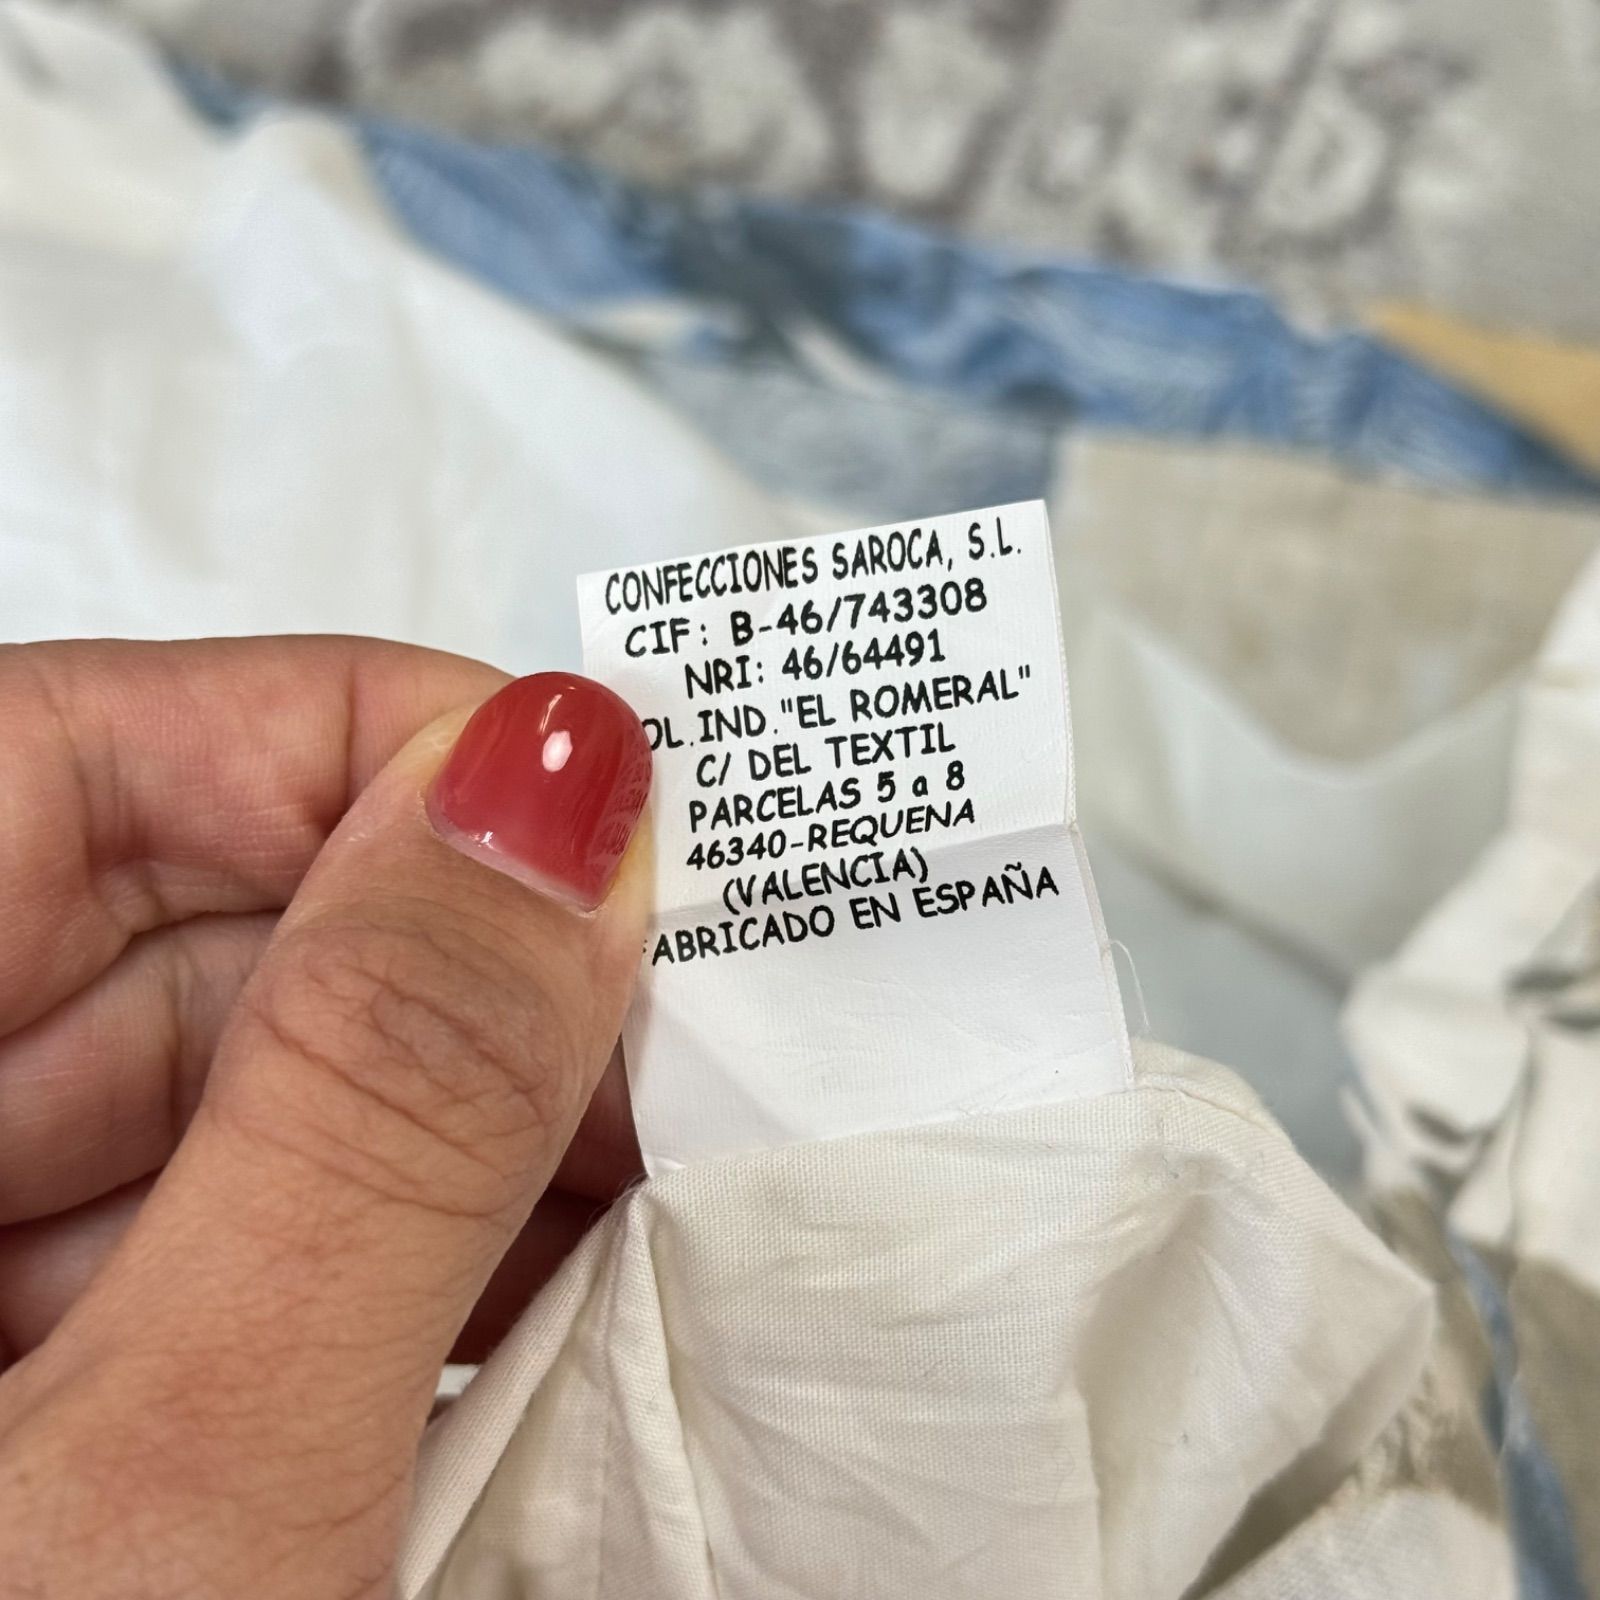 CONFECCIONES SAROCA, S.L.
CIF: B-46/743308
NRI: 46/64491
OL.IND."EL ROMERAL"
C/ DEL TEXTIL
PARCELAS 5 a 8
46340-REQUENA
(VALENCIA)
FABRICADO EN ESPAÑA